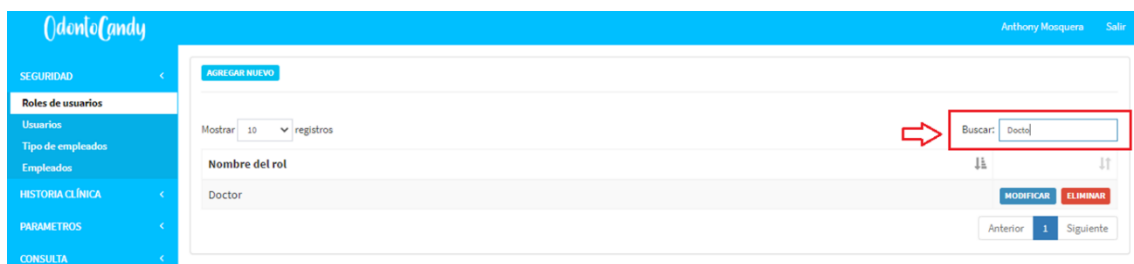 OdontoCandy
Anthony Mosquera Salir
SEGURIDAD
Roles de usuarios
Usuarios
Tipo de empleados
Empleados
HISTORIA CLÍNICA
PARAMETROS
CONSULTA
AGREGAR NUEVO
Mostrar 10 registros
Buscar: Docto
Nombre del rol
Doctor MODIFICAR ELIMINAR
Anterior 1 Siguiente